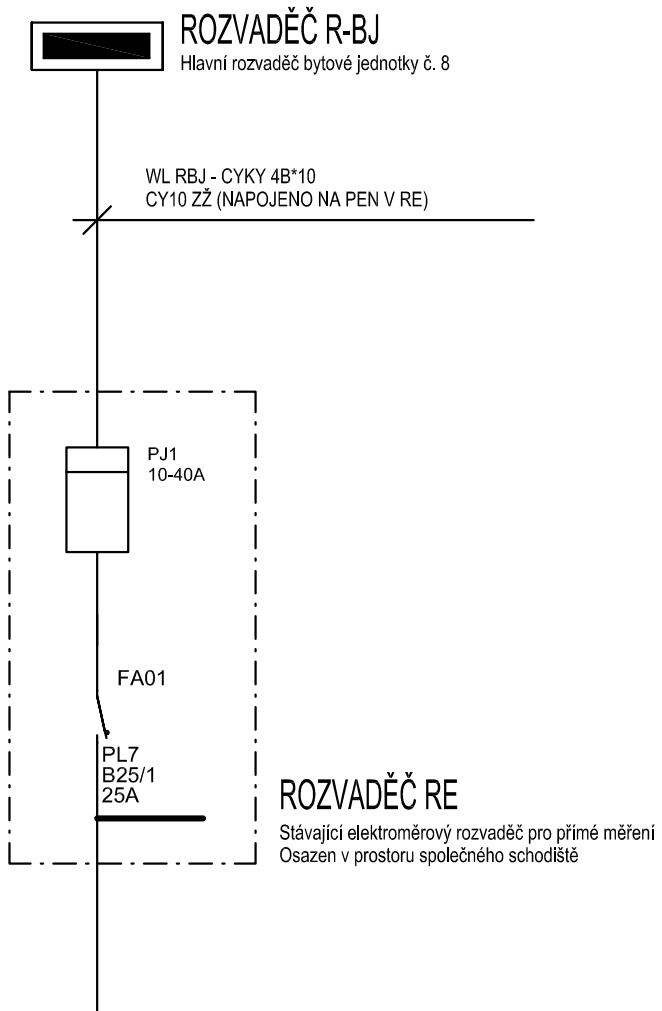 ROZVADĚČ R-BJ
Hlavní rozvaděč bytové jednotky č. 8
WL RBJ - CYKY 4B*10
CY10 ZŽ (NAPOJENO NA PEN V RE)
PJ1
10-40A
FA01
PL7
B25/1
25A
ROZVADĚČ RE
Stávající elektroměrový rozvaděč pro přímé měření
Osazen v prostoru společného schodiště